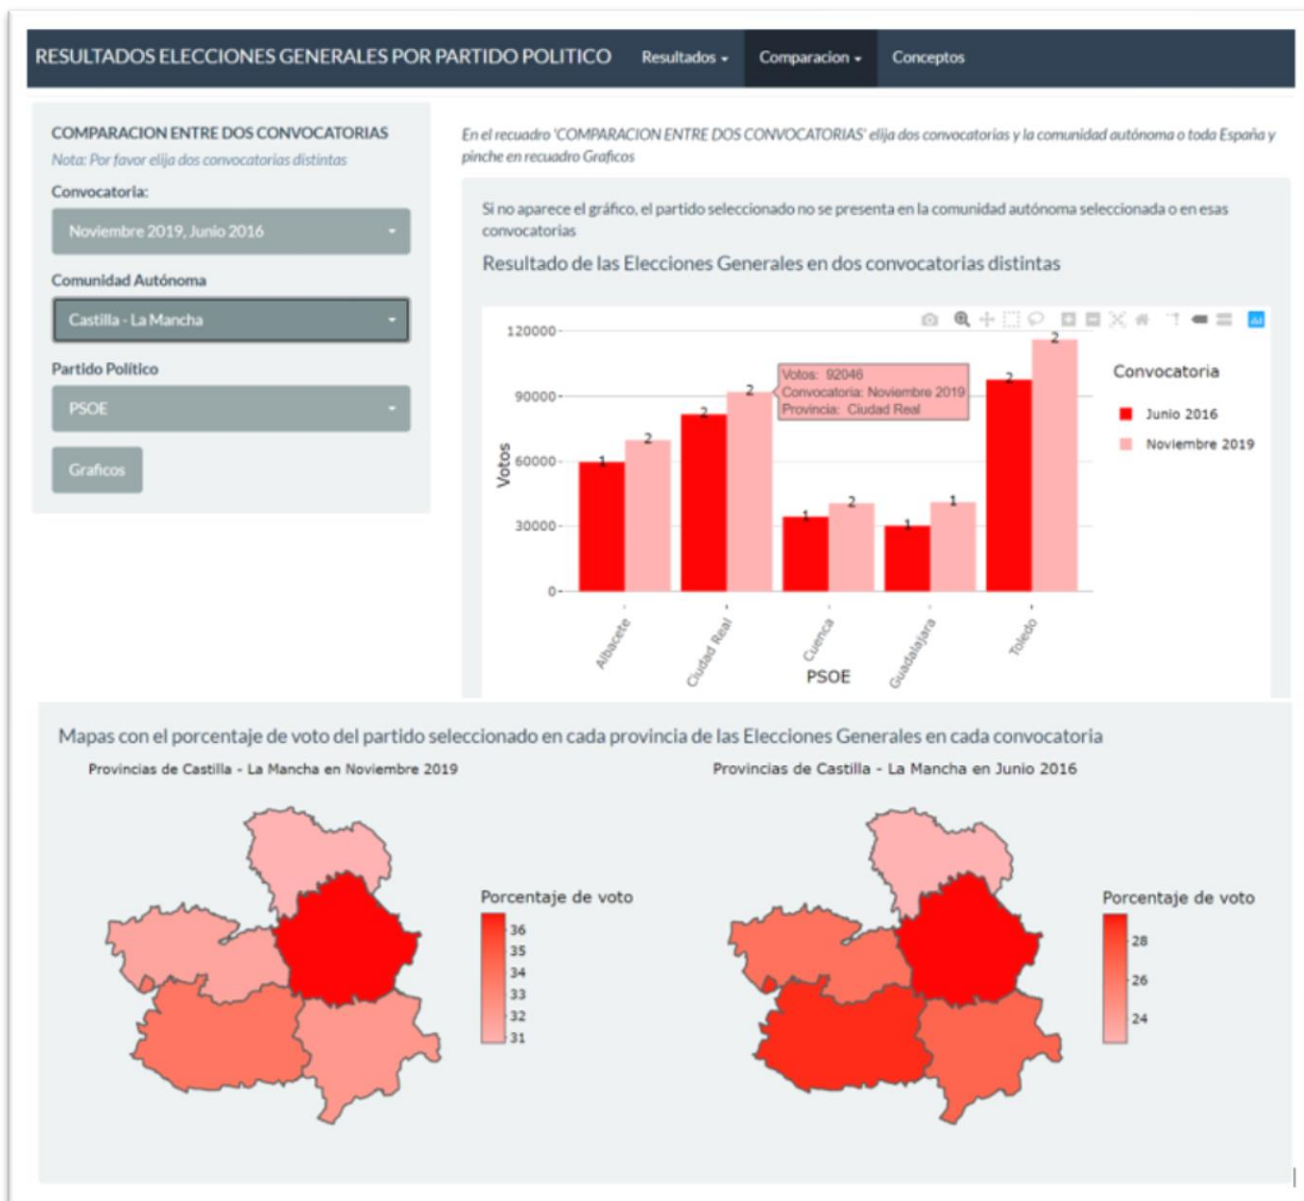 RESULTADOS ELECCIONES GENERALES POR PARTIDO POLITICO Resultados Comparacion Conceptos
COMPARACION ENTRE DOS CONVOCATORIAS
Nota: Por favor elija dos convocatorias distintas
Convocatoria:
Noviembre 2019, Junio 2016
Comunidad Autónoma
Castilla - La Mancha
Partido Político
PSOE
Graficos
En el recuadro 'COMPARACION ENTRE DOS CONVOCATORIAS' elija dos convocatorias y la comunidad autónoma o toda España y
pinche en recuadro Graficos
Si no aparece el gráfico, el partido seleccionado no se presenta en la comunidad autónoma seleccionada o en esas
convocatorias
Resultado de las Elecciones Generales en dos convocatorias distintas
120000
90000
60000
30000
0
Votos
1 2
2 2
1 2
1 1
2 2
Votos: 92046
Convocatoria: Noviembre 2019
Provincia: Ciudad Real
Convocatoria
Junio 2016
Noviembre 2019
Albacete
Ciudad Real
Cuenca
Guadalajara
Toledo
PSOE
Mapas con el porcentaje de voto del partido seleccionado en cada provincia de las Elecciones Generales en cada convocatoria
Provincias de Castilla - La Mancha en Noviembre 2019
Porcentaje de voto
36
35
34
33
32
31
Provincias de Castilla - La Mancha en Junio 2016
Porcentaje de voto
28
26
24